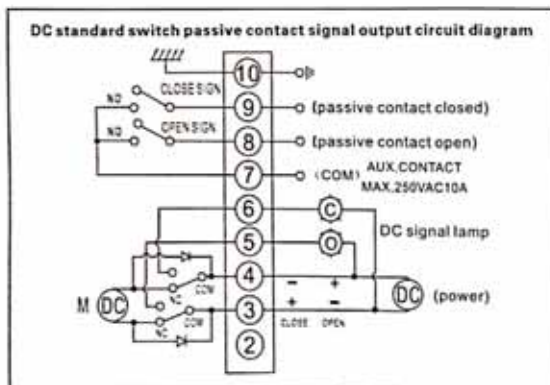 DC standard switch passive contact signal output circuit diagram
10
NO CLOSE SIGN 9 (passive contact closed)
NO OPEN SIGN 8 (passive contact open)
7 (COM) AUX.CONTACT
MAX.250VAC10A
6 C
DC signal lamp
5 O
4 - +
NC COM
M DC DC (power)
3 + -
NC COM CLOSE OPEN
2